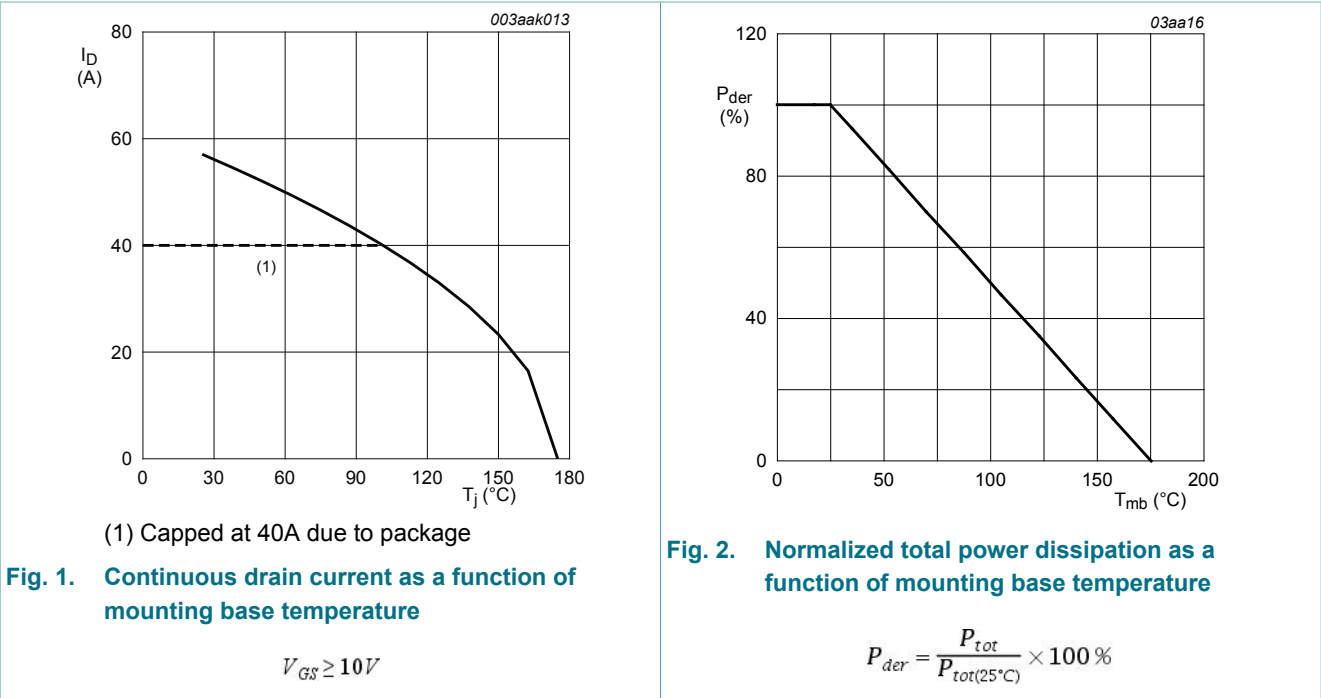 003aak013
80
I_D
(A)
60
40
(1)
20
0
0 30 60 90 120 150 180
T_j (°C)
(1) Capped at 40A due to package
Fig. 1. Continuous drain current as a function of
mounting base temperature
V_GS ≥ 10V
03aa16
120
P_der
(%)
80
40
0
0 50 100 150 200
T_mb (°C)
Fig. 2. Normalized total power dissipation as a
function of mounting base temperature
P_der = P_tot / P_tot(25°C) × 100 %